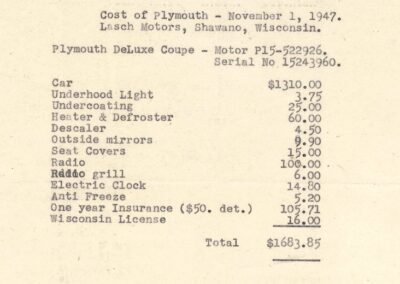 Cost of Plymouth - November 1, 1947.
Lasch Motors, Shawano, Wisconsin.
Plymouth DeLuxe Coupe - Motor P15-522926.
Serial No 15243960.
Car $1310.00
Underhood Light 3.75
Undercoating 25.00
Heater & Defroster 60.00
Descaler 4.50
Outside mirrors 9.90
Seat Covers 15.00
Radio 100.00
Radio grill 6.00
Electric Clock 14.80
Anti Freeze 5.20
One year Insurance ($50. det.) 105.71
Wisconsin License 16.00
Total $1683.85